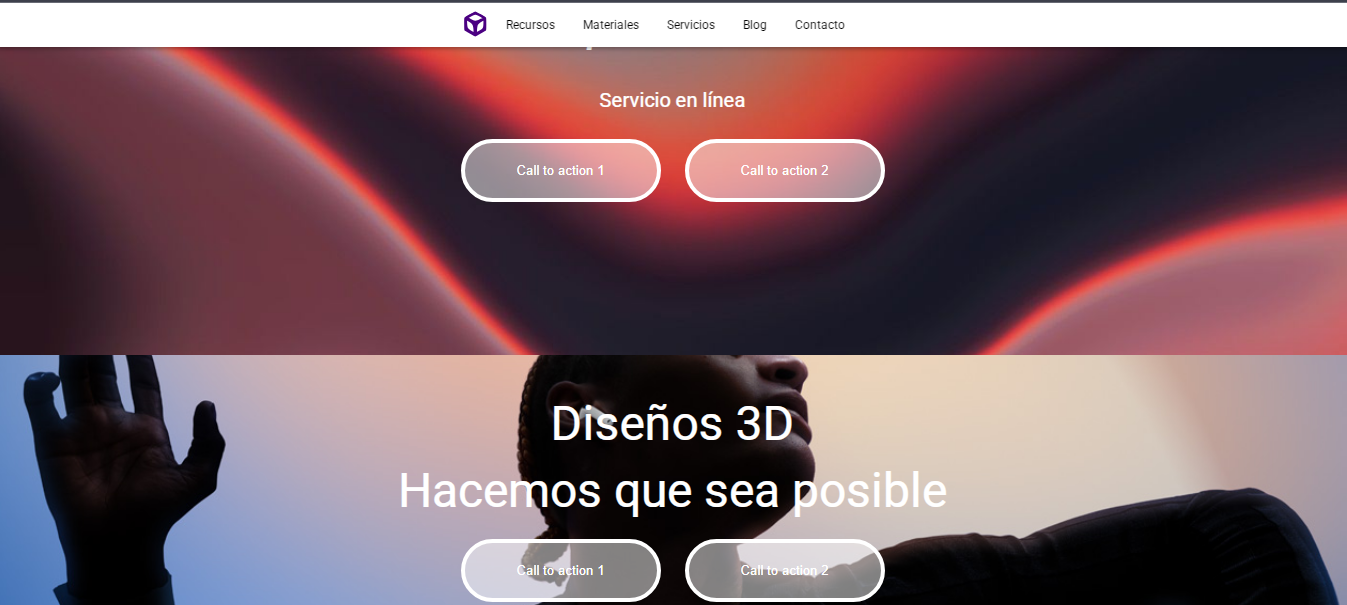 Recursos Materiales Servicios Blog Contacto
Servicio en línea
Call to action 1 Call to action 2
Diseños 3D
Hacemos que sea posible
Call to action 1 Call to action 2